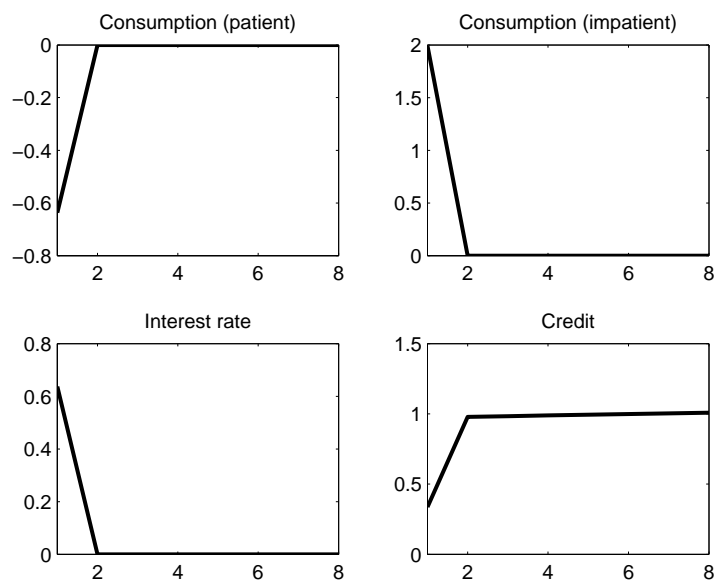 Consumption (patient)
0
−0.2
−0.4
−0.6
−0.8
2 4 6 8
Consumption (impatient)
2
1.5
1
0.5
0
2 4 6 8
Interest rate
0.8
0.6
0.4
0.2
0
2 4 6 8
Credit
1.5
1
0.5
0
2 4 6 8